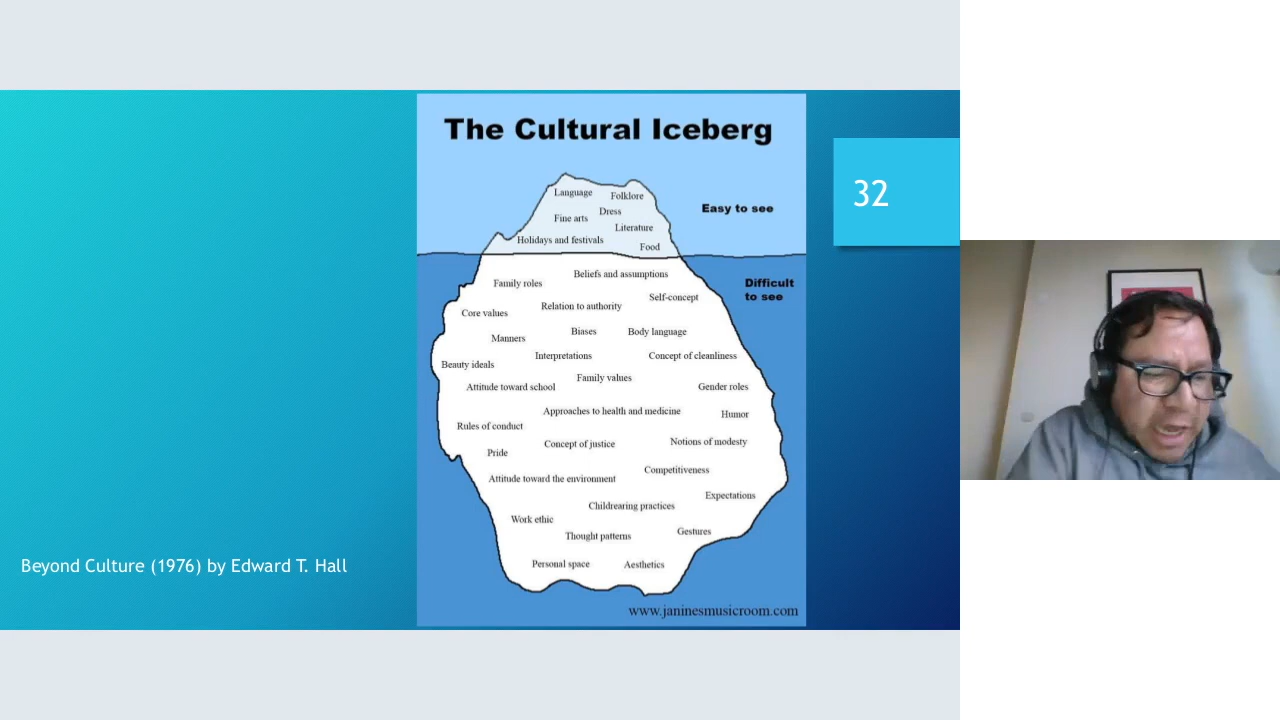 The Cultural Iceberg
32
Language
Folklore
Dress
Fine arts
Literature
Holidays and festivals
Food
Easy to see
Difficult
to see
Beliefs and assumptions
Family roles
Self-concept
Relation to authority
Core values
Biases
Body language
Manners
Interpretations
Concept of cleanliness
Beauty ideals
Family values
Attitude toward school
Gender roles
Approaches to health and medicine
Humor
Rules of conduct
Concept of justice
Notions of modesty
Pride
Competitiveness
Attitude toward the environment
Expectations
Childrearing practices
Work ethic
Gestures
Thought patterns
Personal space
Aesthetics
www.janinesmusicroom.com
Beyond Culture (1976) by Edward T. Hall